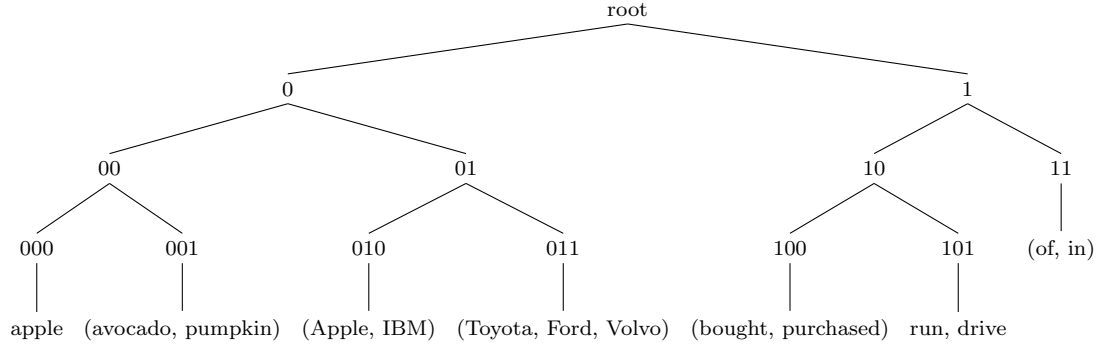 root
0 1
00 01 10 11
000 001 010 011 100 101 (of, in)
apple (avocado, pumpkin) (Apple, IBM) (Toyota, Ford, Volvo) (bought, purchased) run, drive